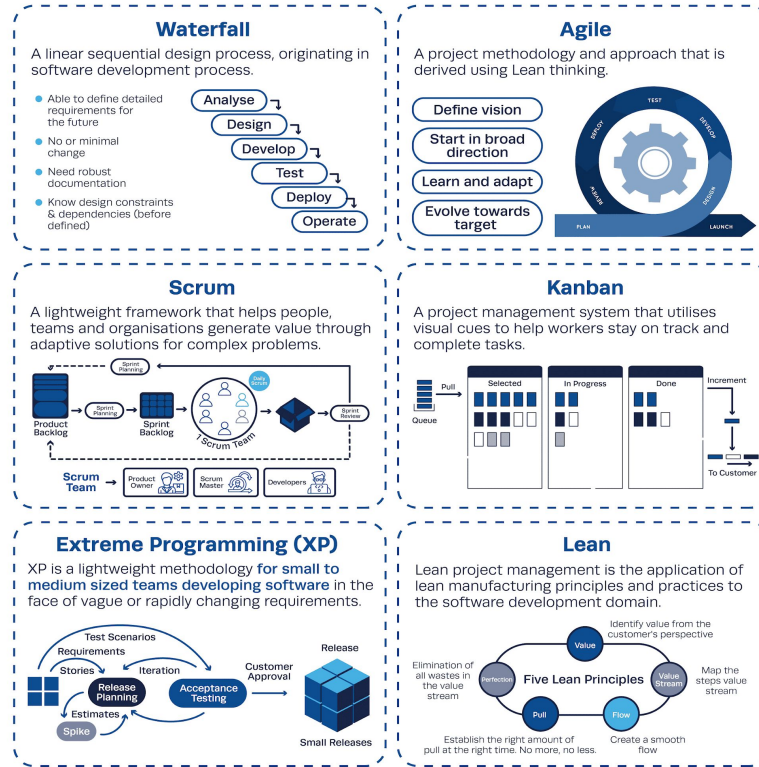 Waterfall
A linear sequential design process, originating in
software development process.
Able to define detailed
requirements for
the future
No or minimal
change
Need robust
documentation
Know design constraints
& dependencies (before
defined)
Analyse
Design
Develop
Test
Deploy
Operate
Agile
A project methodology and approach that is
derived using Lean thinking.
Define vision
Start in broad
direction
Learn and adapt
Evolve towards
target
TEST
DEVELOP
DESIGN
DEPLOY
REVIEW
PLAN
LAUNCH
Scrum
A lightweight framework that helps people,
teams and organisations generate value through
adaptive solutions for complex problems.
Sprint
Planning
Daily
Scrum
Product
Backlog
Sprint
Planning
Sprint
Backlog
1 Scrum Team
Sprint
Review
Scrum
Team
Product
Owner
Scrum
Master
Developers
Kanban
A project management system that utilises
visual cues to help workers stay on track and
complete tasks.
Queue
Pull
Selected
In Progress
Done
Increment
To Customer
Extreme Programming (XP)
XP is a lightweight methodology for small to
medium sized teams developing software in the
face of vague or rapidly changing requirements.
Test Scenarios
Requirements
Stories
Iteration
Release
Planning
Acceptance
Testing
Estimates
Spike
Customer
Approval
Release
Small Releases
Lean
Lean project management is the application of
lean manufacturing principles and practices to
the software development domain.
Identify value from the
customer's perspective
Value
Elimination of
all wastes in
the value
stream
Perfection
Five Lean Principles
Value
Stream
Map the
steps value
stream
Pull
Flow
Establish the right amount of
pull at the right time. No more, no less.
Create a smooth
flow